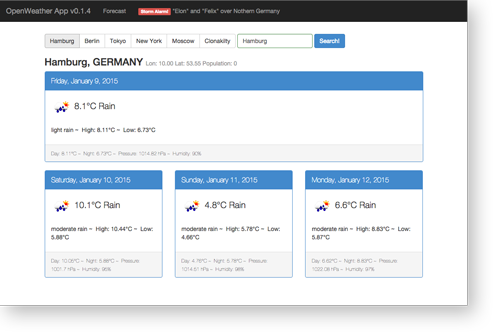 OpenWeather App v0.1.4 Forecast Storm Alarm! "Elon" and "Felix" over Nothern Germany
Hamburg Berlin Tokyo New York Moscow Clonakilty Hamburg Search!
Hamburg, GERMANY Lon: 10.00 Lat: 53.55 Population: 0
Friday, January 9, 2015
8.1°C Rain
light rain ~ High: 8.11°C ~ Low: 6.73°C
Day: 8.11°C ~ Night: 6.73°C ~ Pressure: 1014.82 hPa ~ Humidity: 90%
Saturday, January 10, 2015
10.1°C Rain
moderate rain ~ High: 10.44°C ~ Low:
5.88°C
Day: 10.06°C ~ Night: 5.88°C ~ Pressure:
1001.7 hPa ~ Humidity: 96%
Sunday, January 11, 2015
4.8°C Rain
moderate rain ~ High: 5.78°C ~ Low:
4.66°C
Day: 4.76°C ~ Night: 5.78°C ~ Pressure:
1014.61 hPa ~ Humidity: 98%
Monday, January 12, 2015
6.6°C Rain
moderate rain ~ High: 8.83°C ~ Low:
5.87°C
Day: 6.62°C ~ Night: 8.83°C ~ Pressure:
hPa ~ Humidity: 97%